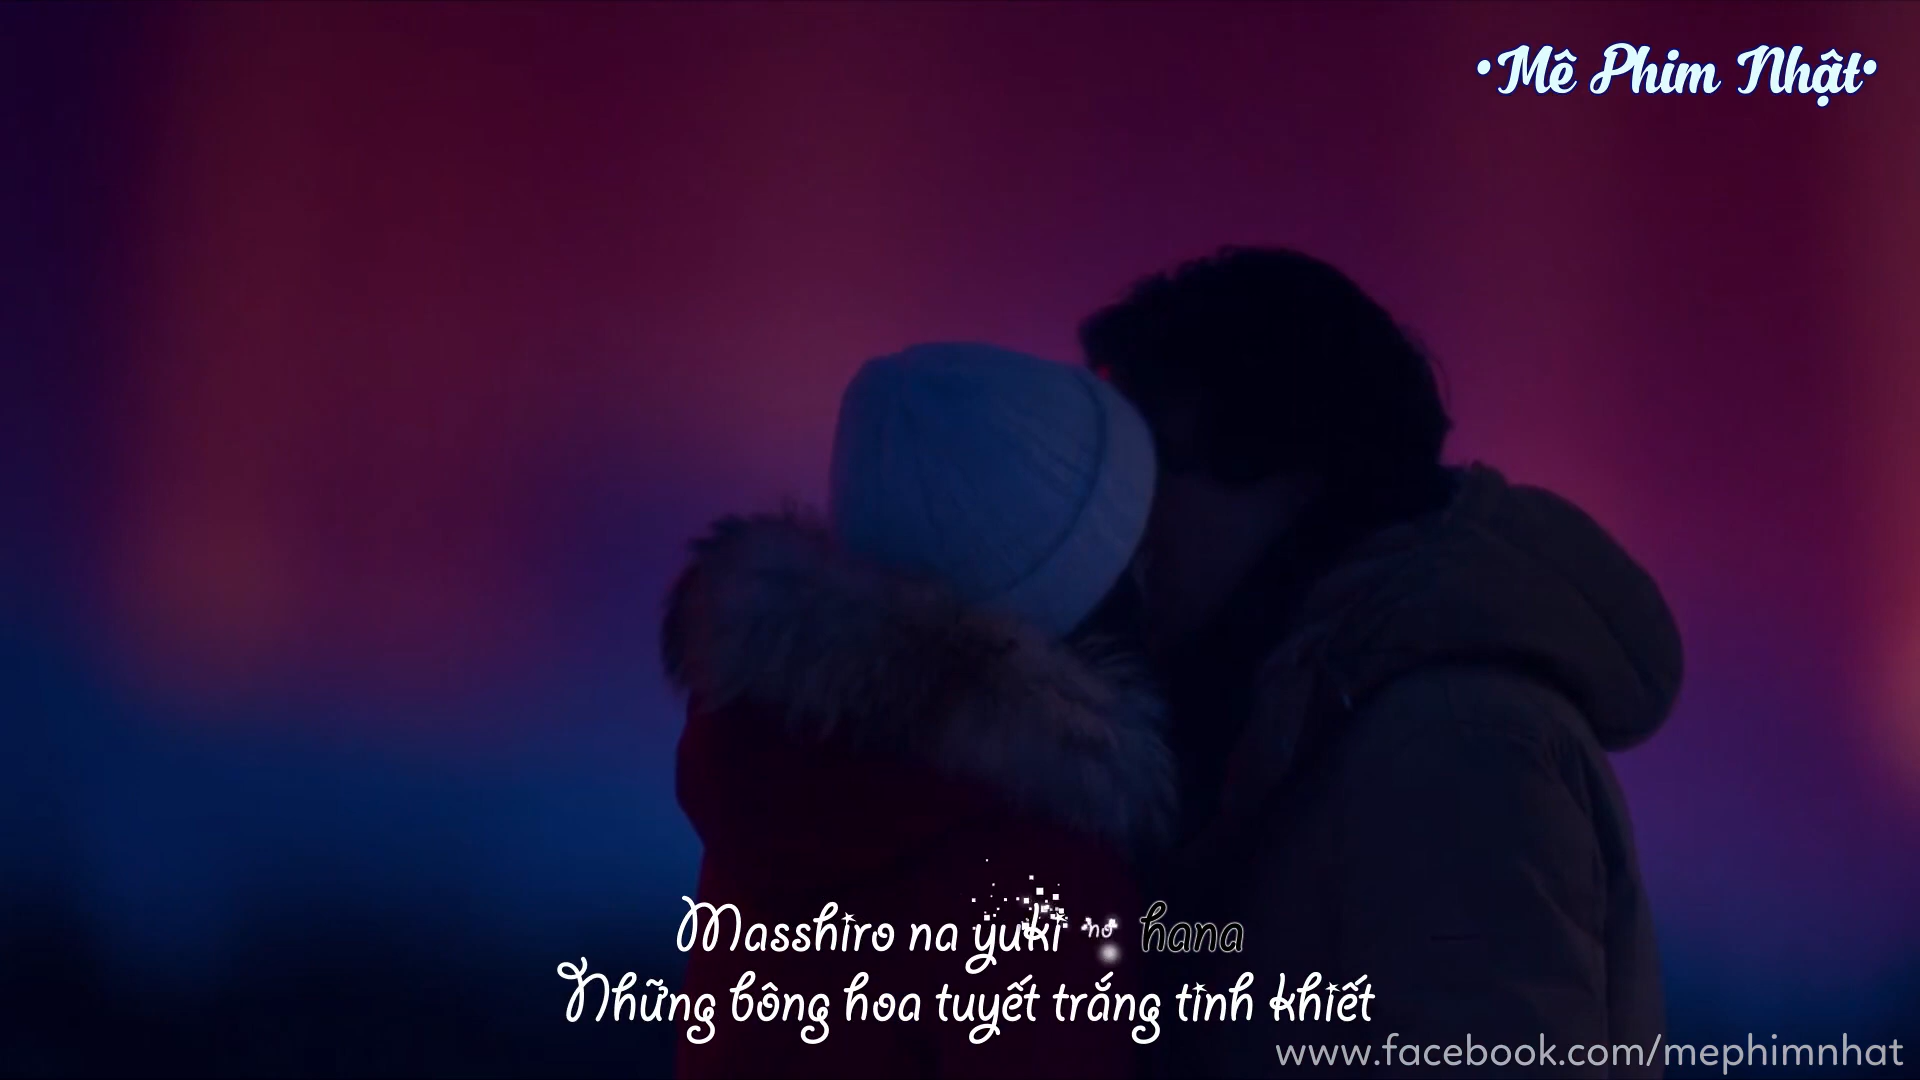 •Mê Phim Nhật•
Masshiro na yuki no hana
Những bông hoa tuyết trắng tinh khiết
www.facebook.com/mephimnhat